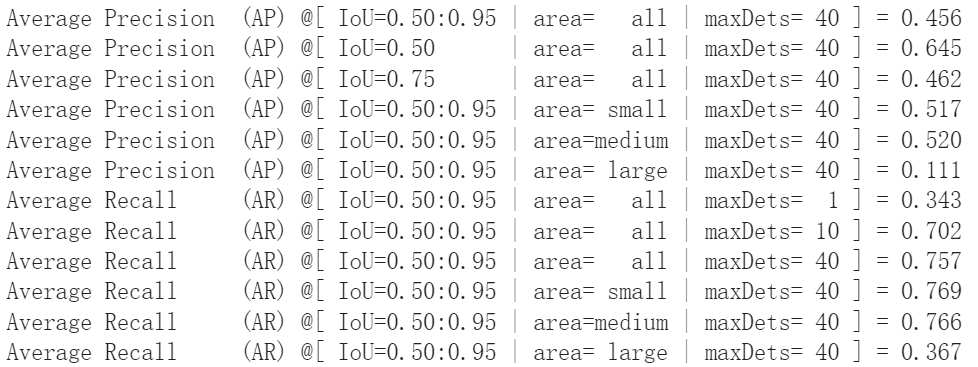 Average Precision  (AP) @[ IoU=0.50:0.95 | area=   all | maxDets= 40 ] = 0.456
Average Precision  (AP) @[ IoU=0.50      | area=   all | maxDets= 40 ] = 0.645
Average Precision  (AP) @[ IoU=0.75      | area=   all | maxDets= 40 ] = 0.462
Average Precision  (AP) @[ IoU=0.50:0.95 | area= small | maxDets= 40 ] = 0.517
Average Precision  (AP) @[ IoU=0.50:0.95 | area=medium | maxDets= 40 ] = 0.520
Average Precision  (AP) @[ IoU=0.50:0.95 | area= large | maxDets= 40 ] = 0.111
Average Recall     (AR) @[ IoU=0.50:0.95 | area=   all | maxDets=  1 ] = 0.343
Average Recall     (AR) @[ IoU=0.50:0.95 | area=   all | maxDets= 10 ] = 0.702
Average Recall     (AR) @[ IoU=0.50:0.95 | area=   all | maxDets= 40 ] = 0.757
Average Recall     (AR) @[ IoU=0.50:0.95 | area= small | maxDets= 40 ] = 0.769
Average Recall     (AR) @[ IoU=0.50:0.95 | area=medium | maxDets= 40 ] = 0.766
Average Recall     (AR) @[ IoU=0.50:0.95 | area= large | maxDets= 40 ] = 0.367